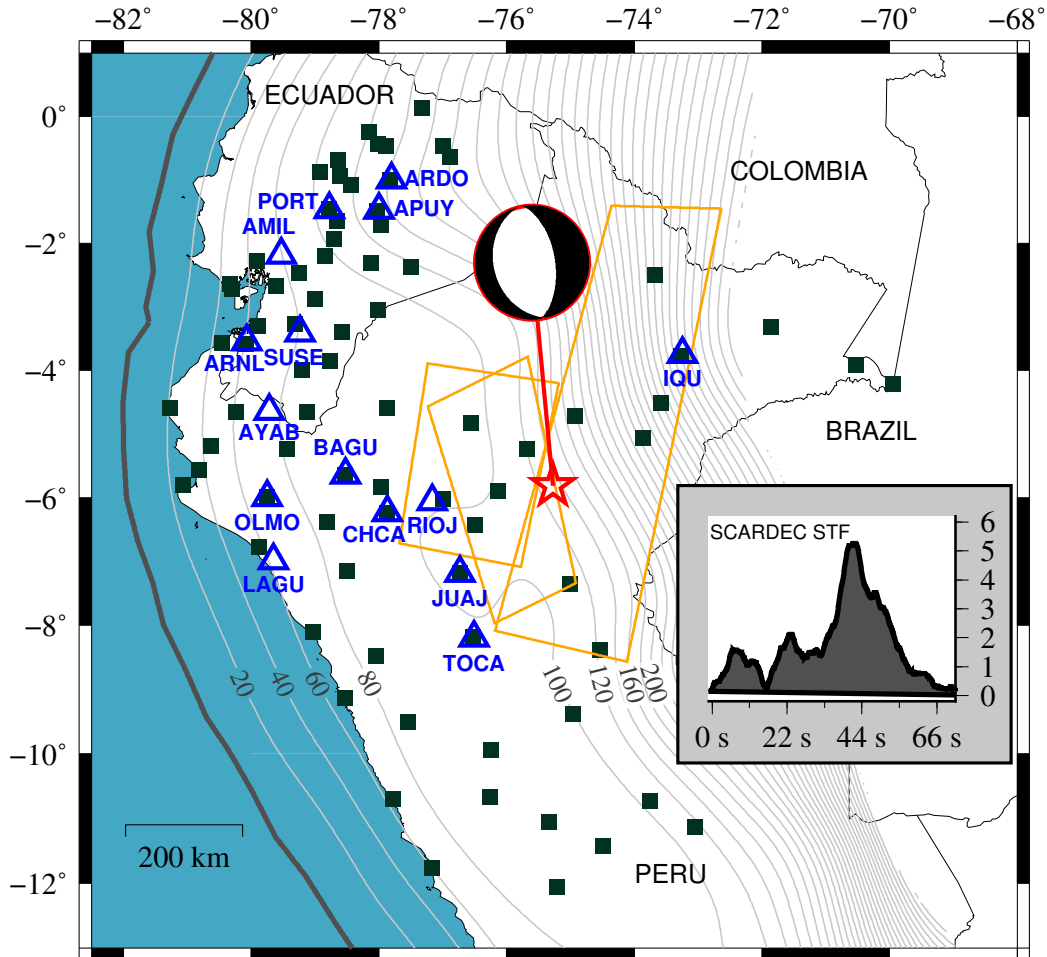 −82° −80° −78° −76° −74° −72° −70° −68°
0°
−2°
−4°
−6°
−8°
−10°
−12°
ECUADOR
COLOMBIA
ARDO
PORT
APUY
AMIL
ARNL
SUSE
IQU
AYAB
BRAZIL
BAGU
OLMO
CHCA
RIOJ
LAGU
JUAJ
TOCA
20 40 60 80 100 120 160 200
SCARDEC STF
6
5
4
3
2
1
0
0 s 22 s 44 s 66 s
200 km
PERU